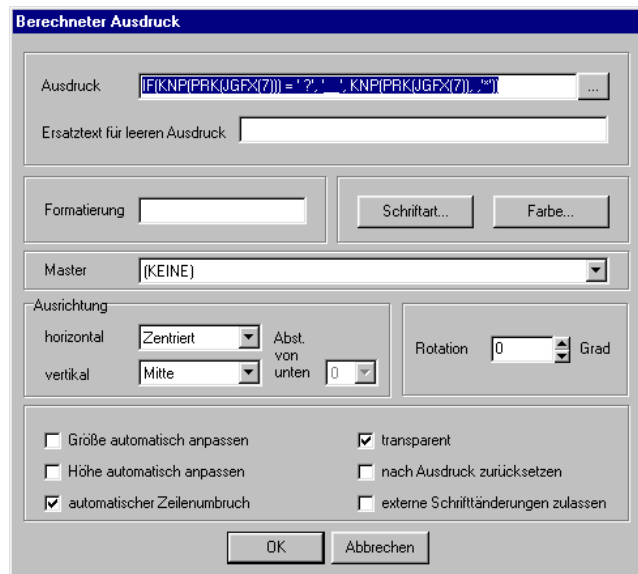 Berechneter Ausdruck
Ausdruck IF(KNP(PRK(JGFX(7))) = ' ?', '__', KNP(PRK(JGFX(7)), ,'*')) ...
Ersatztext für leeren Ausdruck
Formatierung Schriftart... Farbe...
Master (KEINE)
Ausrichtung
horizontal Zentriert Abst. von unten 0
vertikal Mitte
Rotation 0 Grad
Größe automatisch anpassen
Höhe automatisch anpassen
automatischer Zeilenumbruch
transparent
nach Ausdruck zurücksetzen
externe Schrifttänderungen zulassen
OK Abbrechen